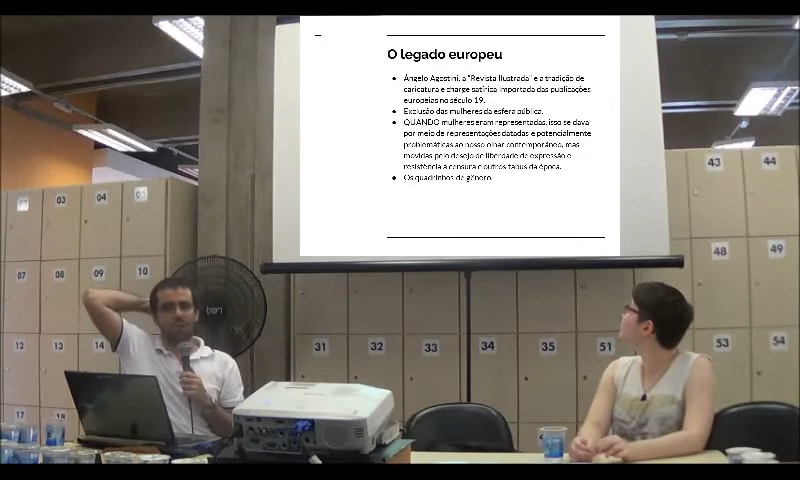 O legado europeu
● Ângelo Agostini, a "Revista Ilustrada" e a tradição de
caricatura e charge satírica importada das publicações
europeias no século 19.
● Exclusão das mulheres da esfera pública.
● QUANDO mulheres eram representadas, isso se dava
por meio de representações datadas e potencialmente
problemáticas ao nosso olhar contemporâneo, mas
movidas pelo desejo de liberdade de expressão e
resistência à censura e outros tabus da época.
● Os quadrinhos de gênero.
03 04 05
43 44
07 08 09 10
48 49
12 13 14
31 32 33 34 35 51 53 54
17 18